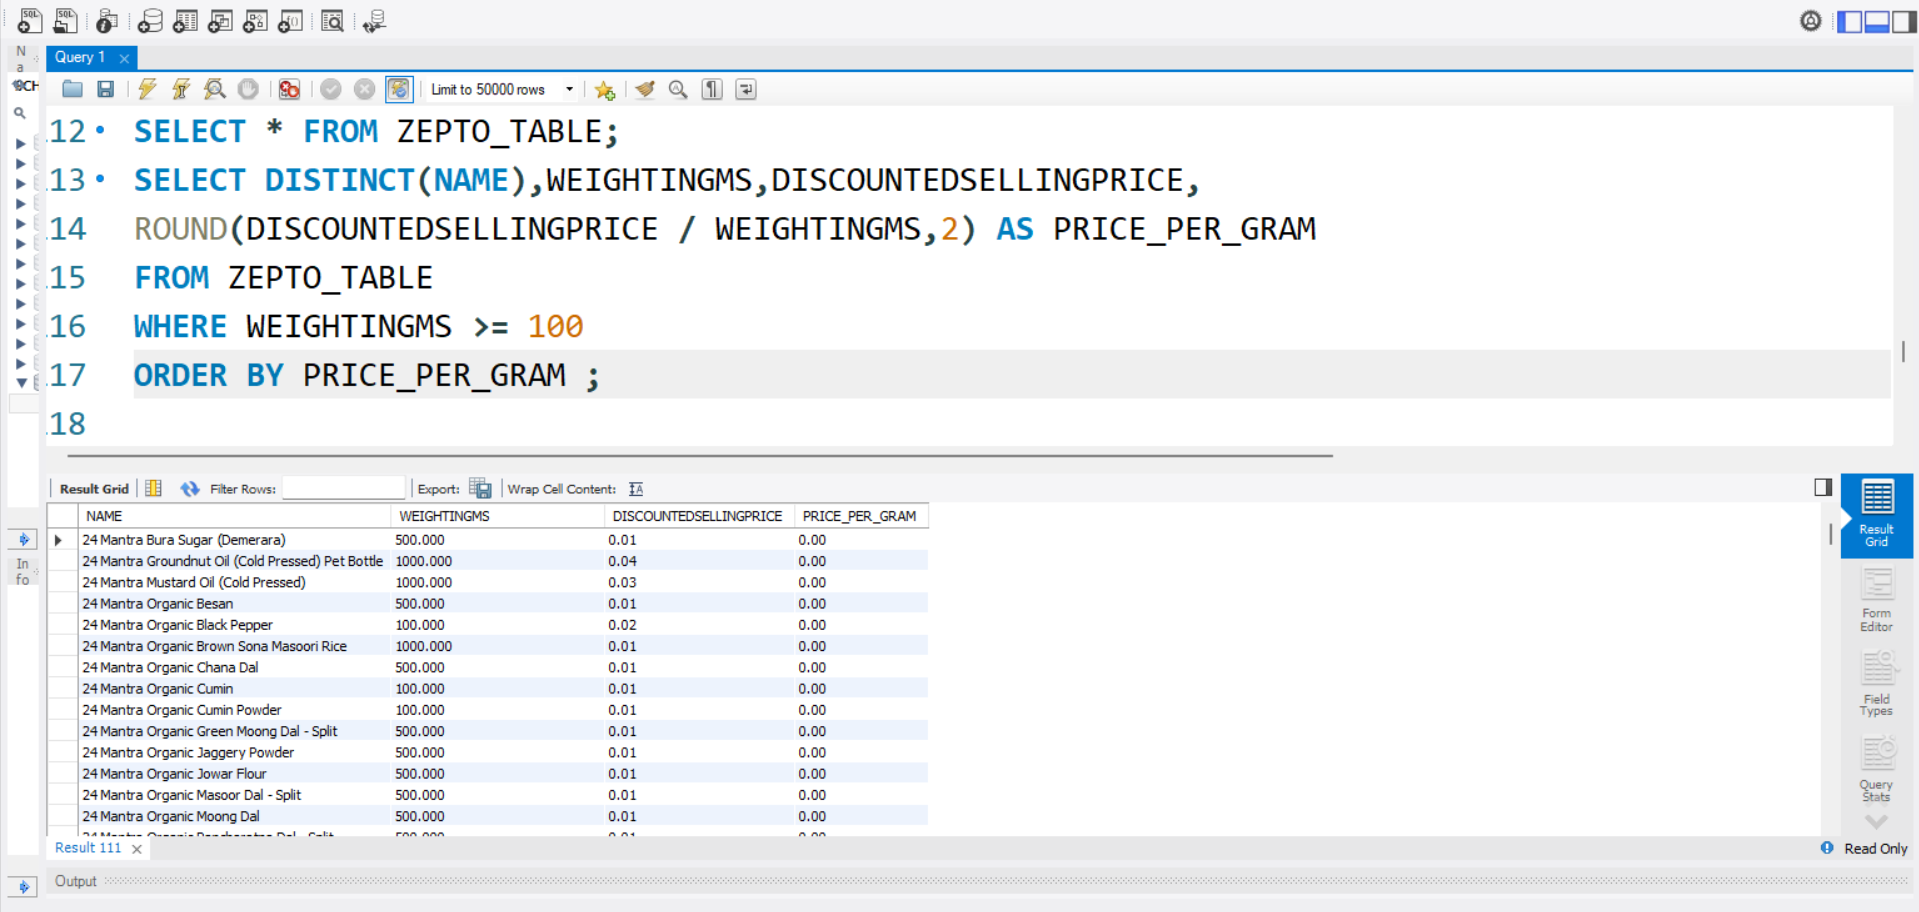 Query 1
Limit to 50000 rows
N
a
SCH
112 SELECT * FROM ZEPTO_TABLE;
113 SELECT DISTINCT(NAME),WEIGHTINGMS,DISCOUNTEDSELLINGPRICE,
114 ROUND(DISCOUNTEDSELLINGPRICE / WEIGHTINGMS,2) AS PRICE_PER_GRAM
115 FROM ZEPTO_TABLE
116 WHERE WEIGHTINGMS >= 100
117 ORDER BY PRICE_PER_GRAM ;
118
Result Grid Filter Rows: Export: Wrap Cell Content:
NAME WEIGHTINGMS DISCOUNTEDSELLINGPRICE PRICE_PER_GRAM
24 Mantra Bura Sugar (Demerara) 500.000 0.01 0.00
24 Mantra Groundnut Oil (Cold Pressed) Pet Bottle 1000.000 0.04 0.00
24 Mantra Mustard Oil (Cold Pressed) 1000.000 0.03 0.00
24 Mantra Organic Besan 500.000 0.01 0.00
24 Mantra Organic Black Pepper 100.000 0.02 0.00
24 Mantra Organic Brown Sona Masoori Rice 1000.000 0.01 0.00
24 Mantra Organic Chana Dal 500.000 0.01 0.00
24 Mantra Organic Cumin 100.000 0.01 0.00
24 Mantra Organic Cumin Powder 100.000 0.01 0.00
24 Mantra Organic Green Moong Dal - Split 500.000 0.01 0.00
24 Mantra Organic Jaggery Powder 500.000 0.01 0.00
24 Mantra Organic Jowar Flour 500.000 0.01 0.00
24 Mantra Organic Masoor Dal - Split 500.000 0.01 0.00
24 Mantra Organic Moong Dal 500.000 0.01 0.00
In
fo
Result
Grid
Form
Editor
Field
Types
Query
Stats
Result 111
Read Only
Output